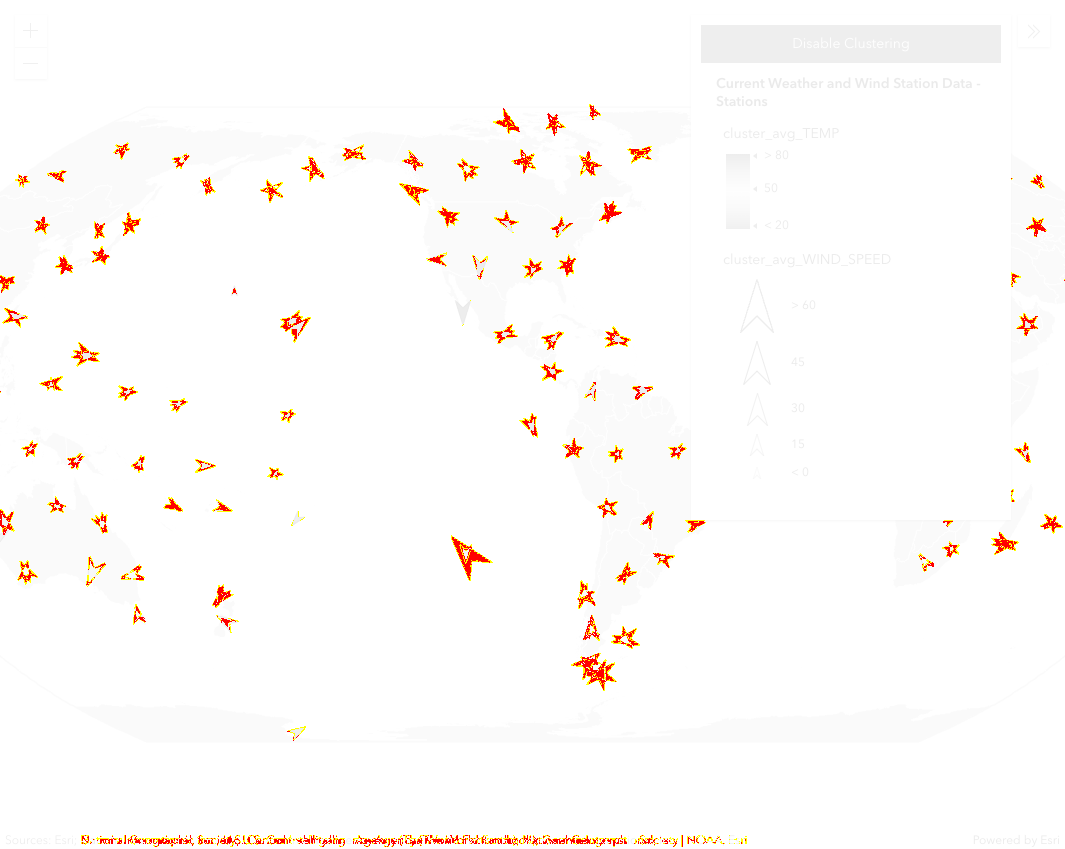 Disable Clustering
Current Weather and Wind Station Data -
Stations
cluster_avg_TEMP
> 80
50
< 20
cluster_avg_WIND_SPEED
> 60
45
30
15
< 0
Sources: Esri, | NOAA, Esri
Powered by Esri